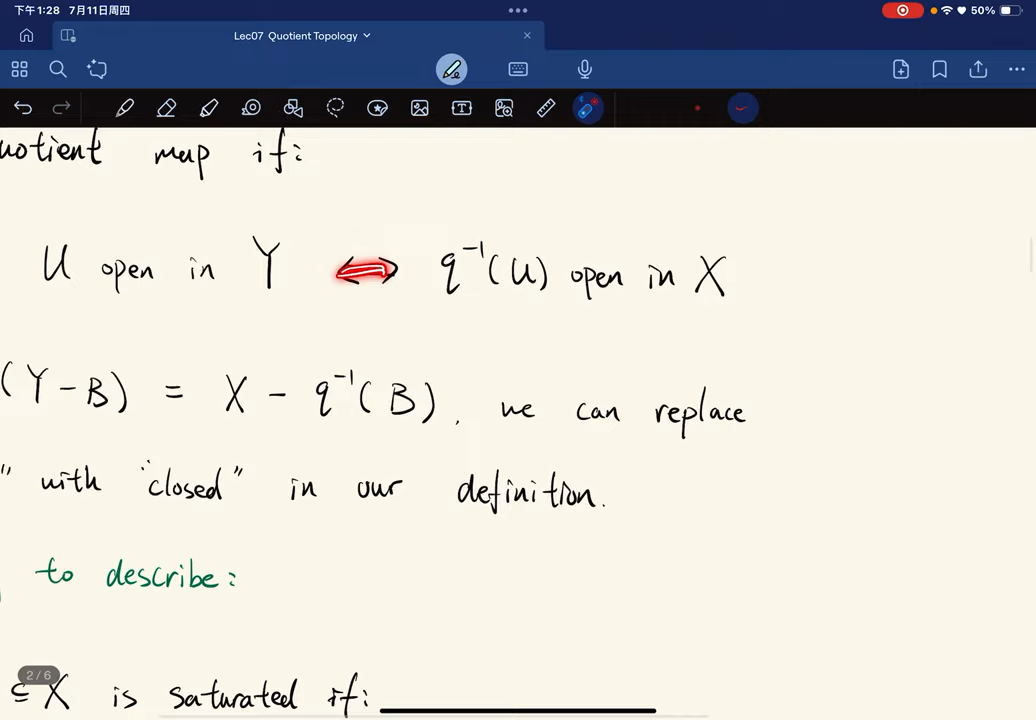 下午1:28 7月11日周四
50%
Lec07 Quotient Topology
uotient map if:
U open in Y ⟺ q⁻¹(U) open in X
(Y-B) = X - q⁻¹(B), we can replace
" with "closed" in our definition.
to describe:
2/6
⊆ X is saturated if: